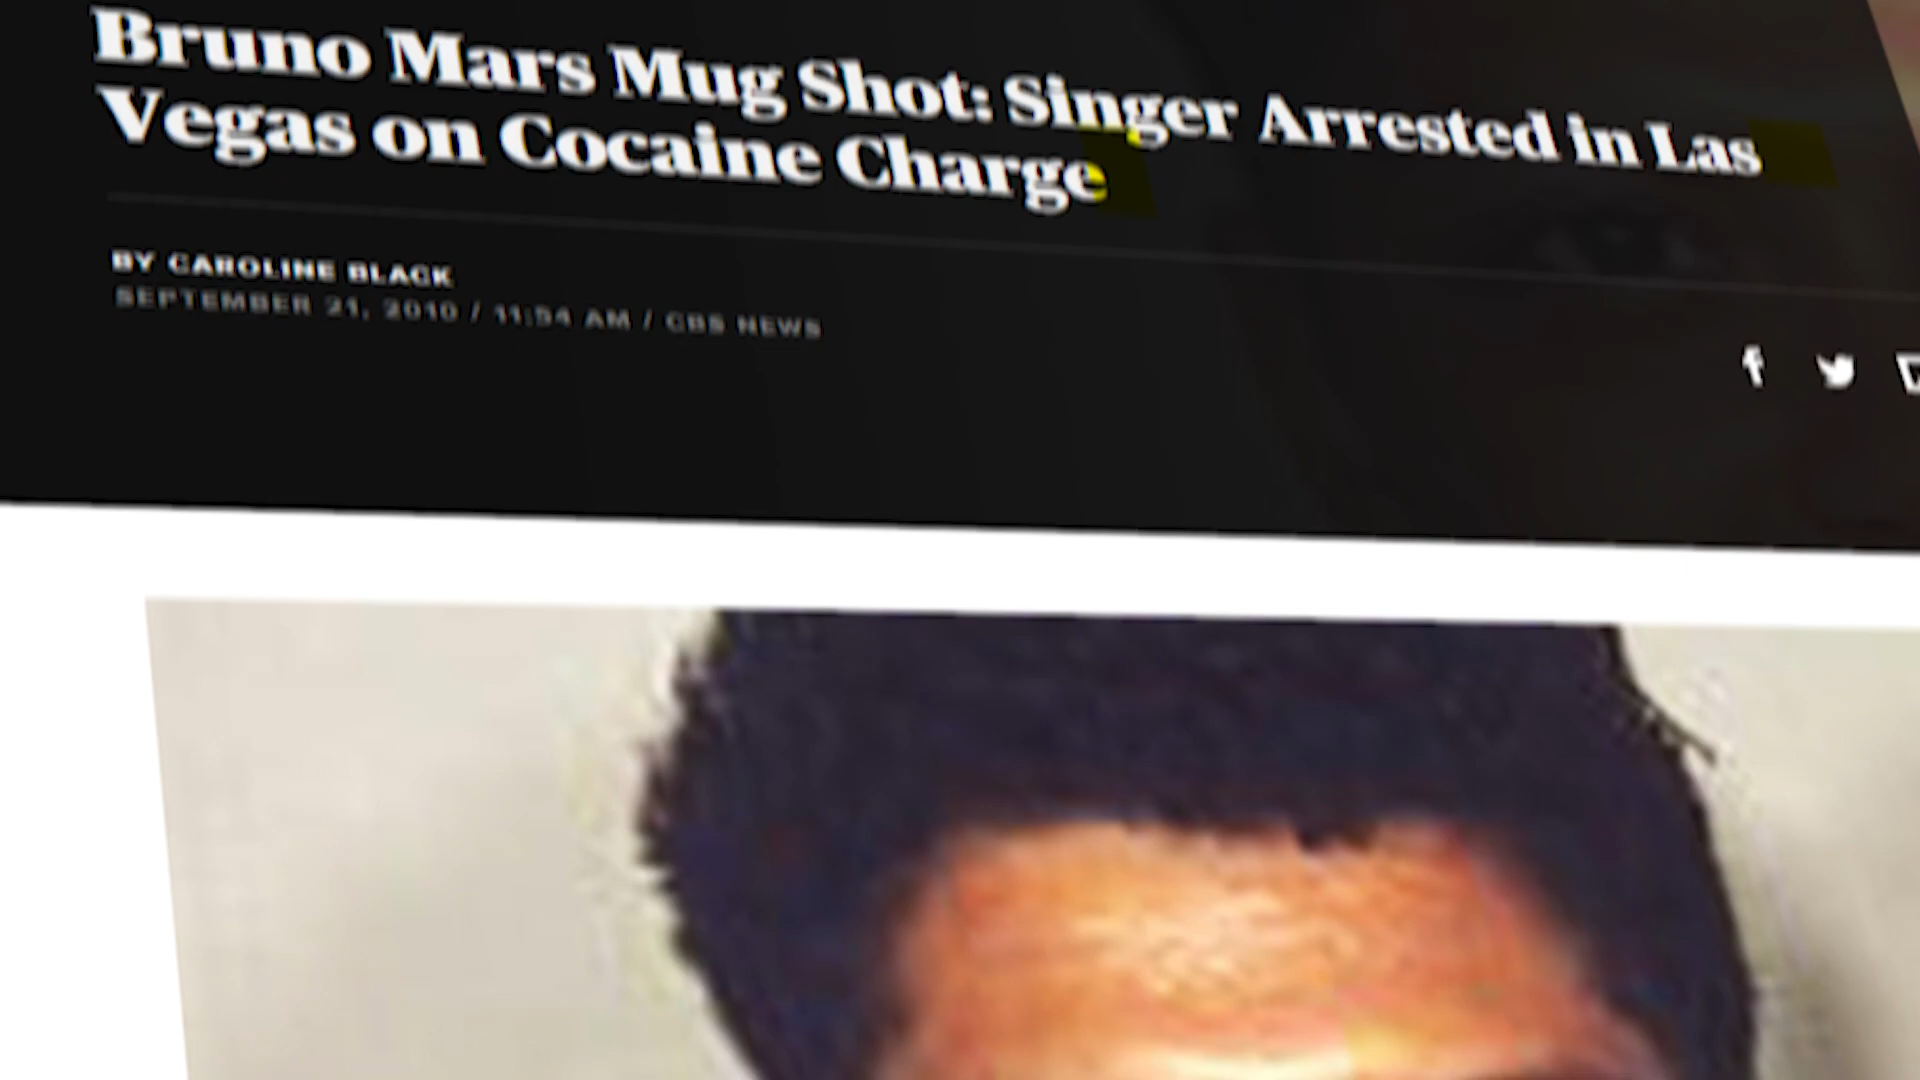 Bruno Mars Mug Shot: Singer Arrested in Las
Vegas on Cocaine Charge
BY CAROLINE BLACK
SEPTEMBER 21, 2010 / 11:54 AM / CBS NEWS